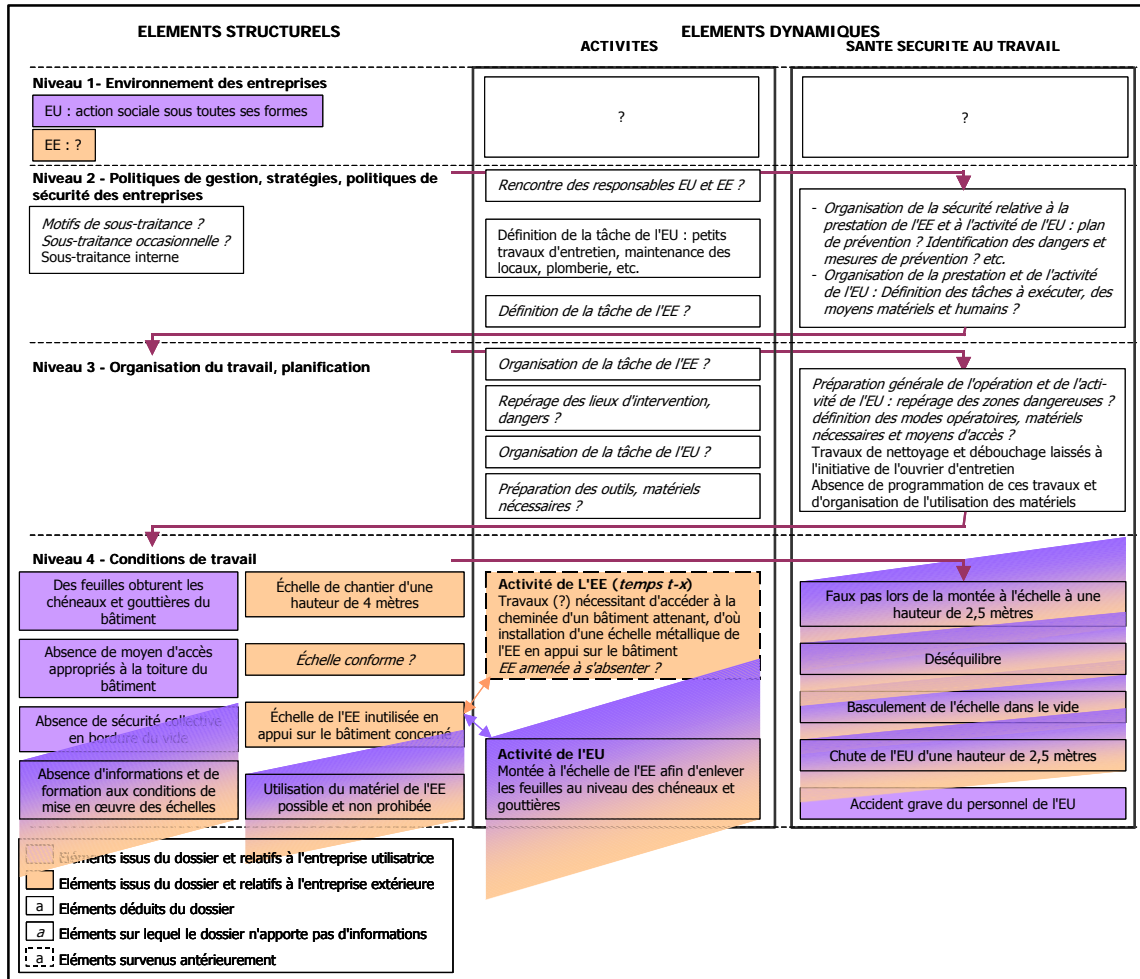 ELEMENTS STRUCTURELS
ELEMENTS DYNAMIQUES
ACTIVITES
SANTE SECURITE AU TRAVAIL
Niveau 1- Environnement des entreprises
EU : action sociale sous toutes ses formes
EE : ?
?
?
Niveau 2 - Politiques de gestion, stratégies, politiques de
sécurité des entreprises
Motifs de sous-traitance ?
Sous-traitance occasionnelle ?
Sous-traitance interne
Rencontre des responsables EU et EE ?
Définition de la tâche de l'EU : petits
travaux d'entretien, maintenance des
locaux, plomberie, etc.
Définition de la tâche de l'EE ?
- Organisation de la sécurité relative à la
prestation de l'EE et à l'activité de l'EU : plan
de prévention ? Identification des dangers et
mesures de prévention ? etc.
- Organisation de la prestation et de l'activité
de l'EU : Définition des tâches à exécuter, des
moyens matériels et humains ?
Niveau 3 - Organisation du travail, planification
Organisation de la tâche de l'EE ?
Repérage des lieux d'intervention,
dangers ?
Organisation de la tâche de l'EU ?
Préparation des outils, matériels
nécessaires ?
Préparation générale de l'opération et de l'acti-
vité de l'EU : repérage des zones dangereuses ?
définition des modes opératoires, matériels
nécessaires et moyens d'accès ?
Travaux de nettoyage et débouchage laissés à
l'initiative de l'ouvrier d'entretien
Absence de programmation de ces travaux et
d'organisation de l'utilisation des matériels
Niveau 4 - Conditions de travail
Des feuilles obturent les
chéneaux et gouttières du
bâtiment
Absence de moyen d'accès
appropriés à la toiture du
bâtiment
Absence de sécurité collective
en bordure du vide
Absence d'informations et de
formation aux conditions de
mise en œuvre des échelles
Échelle de chantier d'une
hauteur de 4 mètres
Échelle conforme ?
Échelle de l'EE inutilisée en
appui sur le bâtiment concerné
Utilisation du matériel de l'EE
possible et non prohibée
Activité de L'EE (temps t-x)
Travaux (?) nécessitant d'accéder à la
cheminée d'un bâtiment attenant, d'où
installation d'une échelle métallique de
l'EE en appui sur le bâtiment
EE amenée à s'absenter ?
Activité de l'EU
Montée à l'échelle de l'EE afin d'enlever
les feuilles au niveau des chéneaux et
gouttières
Faux pas lors de la montée à l'échelle à une
hauteur de 2,5 mètres
Déséquilibre
Basculement de l'échelle dans le vide
Chute de l'EU d'une hauteur de 2,5 mètres
Accident grave du personnel de l'EU
Eléments issus du dossier et relatifs à l'entreprise utilisatrice
Eléments issus du dossier et relatifs à l'entreprise extérieure
a Eléments déduits du dossier
a Eléments sur lequel le dossier n'apporte pas d'informations
a Eléments survenus antérieurement